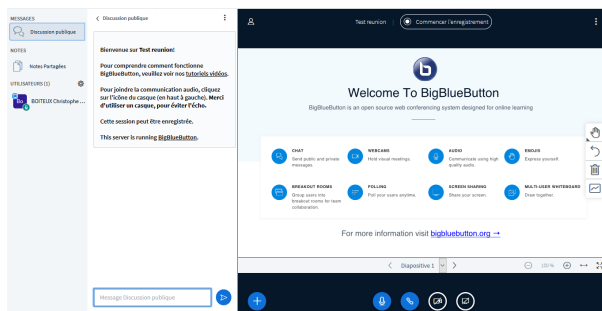 MESSAGES
Discussion publique
NOTES
Notes Partagées
UTILISATEURS (1)
Bo
BOITEUX Christophe ...
Discussion publique
Bienvenue sur Test reunion!
Pour comprendre comment fonctionne
BigBlueButton, veuillez voir nos tutoriels vidéos.
Pour joindre la communication audio, cliquez
sur l'icône du casque (en haut à gauche). Merci
d'utiliser un casque, pour éviter l'écho.
Cette session peut être enregistrée.
This server is running BigBlueButton.
Message Discussion publique
Test reunion
Commencer l'enregistrement
b
Welcome To BigBlueButton
BigBlueButton is an open source web conferencing system designed for online learning
CHAT
Send public and private
messages.
WEBCAMS
Hold visual meetings.
AUDIO
Communicate using high
quality audio.
EMOJIS
Express yourself.
BREAKOUT ROOMS
Group users into
breakout rooms for team
collaboration.
POLLING
Poll your users anytime.
SCREEN SHARING
Share your screen.
MULTI-USER WHITEBOARD
Draw together.
For more information visit bigbluebutton.org →
Diapositive 1
100%